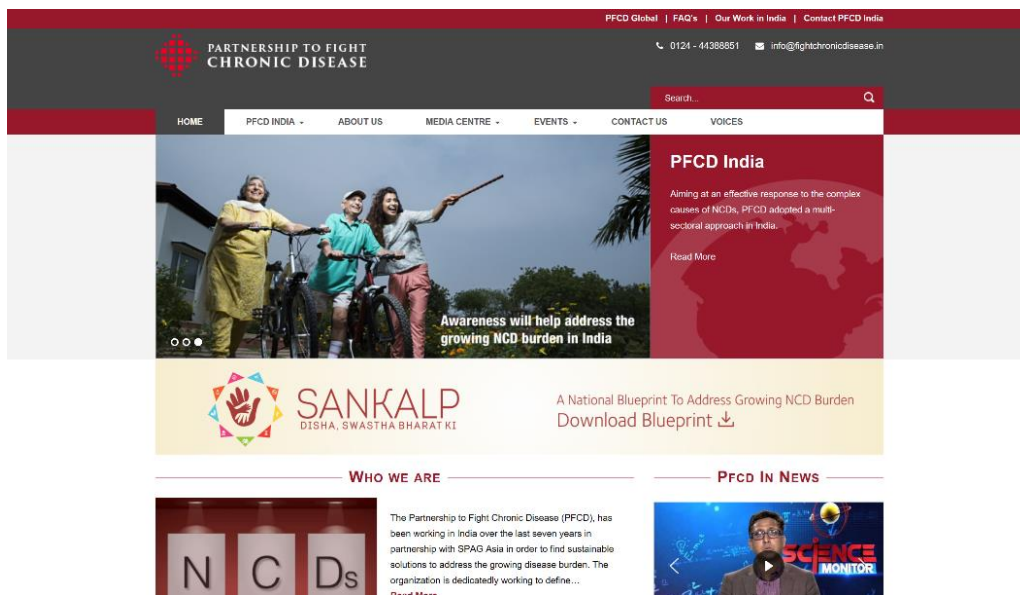 PFCD Global | FAQ's | Our Work in India | Contact PFCD India
PARTNERSHIP TO FIGHT
CHRONIC DISEASE
0124 - 44386851 info@fightchronicdisease.in
Search...
HOME PFCD INDIA ABOUT US MEDIA CENTRE EVENTS CONTACT US VOICES
PFCD India
Aiming at an effective response to the complex
causes of NCDs, PFCD adopted a multi-
sectoral approach in India.
Read More
Awareness will help address the
growing NCD burden in India
SANKALP
DISHA, SWASTHA BHARAT KI
A National Blueprint To Address Growing NCD Burden
Download Blueprint
WHO WE ARE
PFCD IN NEWS
NCDs
The Partnership to Fight Chronic Disease (PFCD), has
been working in India over the last seven years in
partnership with SPAG Asia in order to find sustainable
solutions to address the growing disease burden. The
organization is dedicatedly working to define…
Read More
SCIENCE
MONITOR